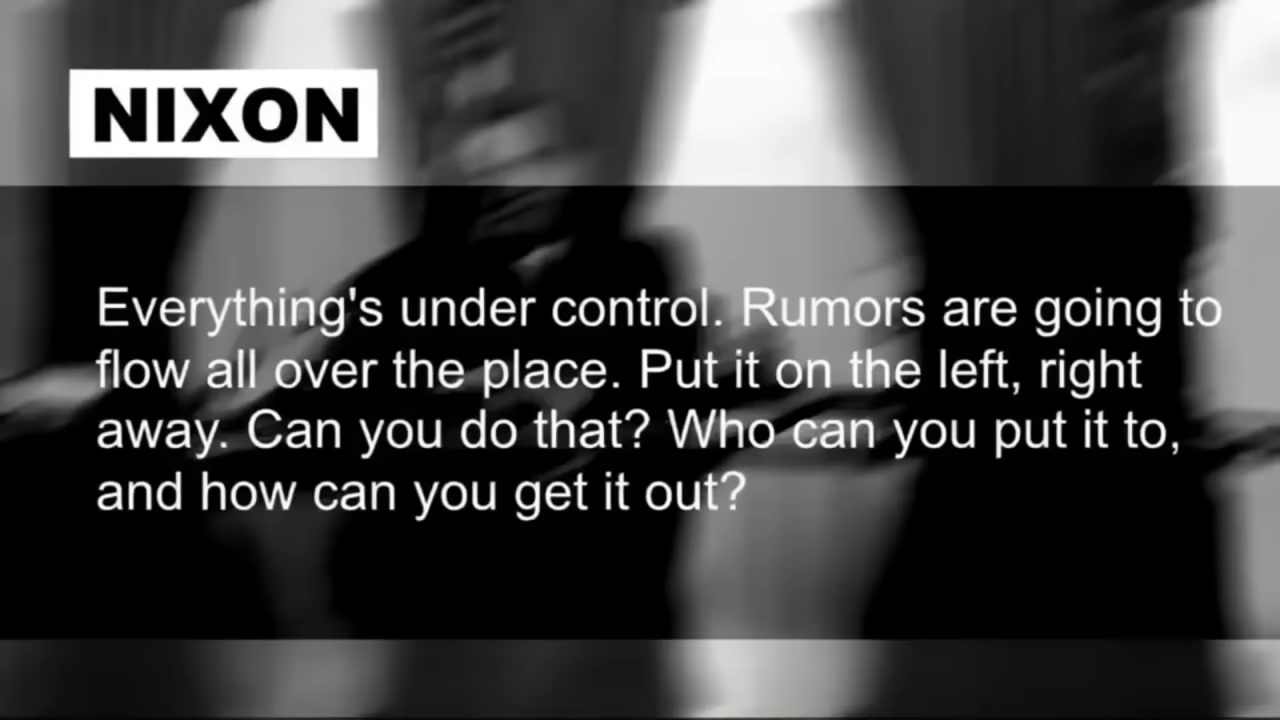 NIXON
Everything's under control. Rumors are going to
flow all over the place. Put it on the left, right
away. Can you do that? Who can you put it to,
and how can you get it out?